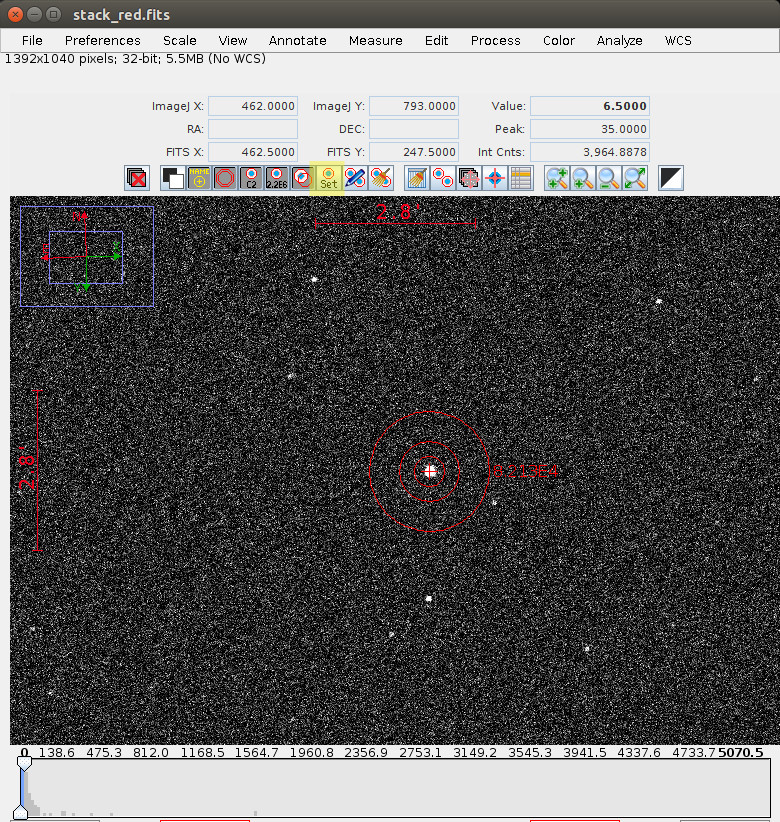 stack_red.fits
File Preferences Scale View Annotate Measure Edit Process Color Analyze WCS
1392x1040 pixels; 32-bit; 5.5MB (No WCS)
ImageJ X: 462.0000 ImageJ Y: 793.0000 Value: 6.5000
RA: DEC: Peak: 35.0000
FITS X: 462.5000 FITS Y: 247.5000 Int Cnts: 3,964.8878
NAME C2 2.2E6 Set
2.8'
2.8'
0 138.6 475.3 812.0 1168.5 1564.7 1960.8 2356.9 2753.1 3149.2 3545.3 3941.5 4337.6 4733.7 5070.5